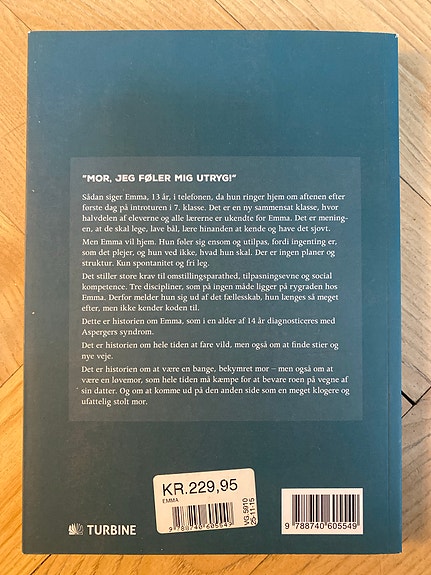 ”MOR, JEG FØLER MIG UTRYG!”
Sådan siger Emma, 13 år, i telefonen, da hun ringer hjem om aftenen efter
første dag på introturen i 7. klasse. Det er en ny sammensat klasse, hvor
halvdelen af eleverne og alle lærerne er ukendte for Emma. Det er mening-
en, at de skal lege, lave bål, lære hinanden at kende og have det sjovt.
Men Emma vil hjem. Hun føler sig ensom og utilpas, fordi ingenting er,
som det plejer, og hun ved ikke, hvad hun skal. Der er ingen planer og
struktur. Kun spontanitet og fri leg.
Det stiller store krav til omstillingsparathed, tilpasningsevne og social
kompetence. Tre discipliner, som på ingen måde ligger på rygraden hos
Emma. Derfor melder hun sig ud af det fællesskab, hun længes så meget
efter, men ikke kender koden til.
Dette er historien om Emma, som i en alder af 14 år diagnosticeres med
Aspergers syndrom.
Det er historien om hele tiden at fare vild, men også om at finde stier og
nye veje.
Det er historien om at være en bange, bekymret mor – men også om at
være en lovemor, som hele tiden må kæmpe for at bevare roen på vegne af
sin datter. Og om at komme ud på den anden side som en meget klogere og
ufattelig stolt mor.
KR.229,95
EMMA
9 788740 605549
VG 5010
25-11-15
9 788740 605549
TURBINE